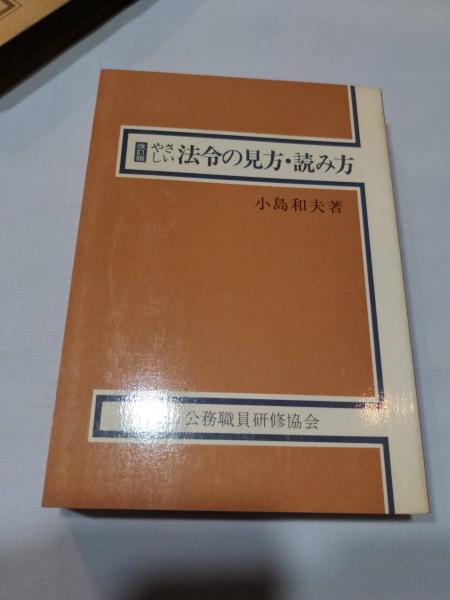 改訂版 やさしい 法令の見方・読み方
小島和夫著
公務職員研修協会